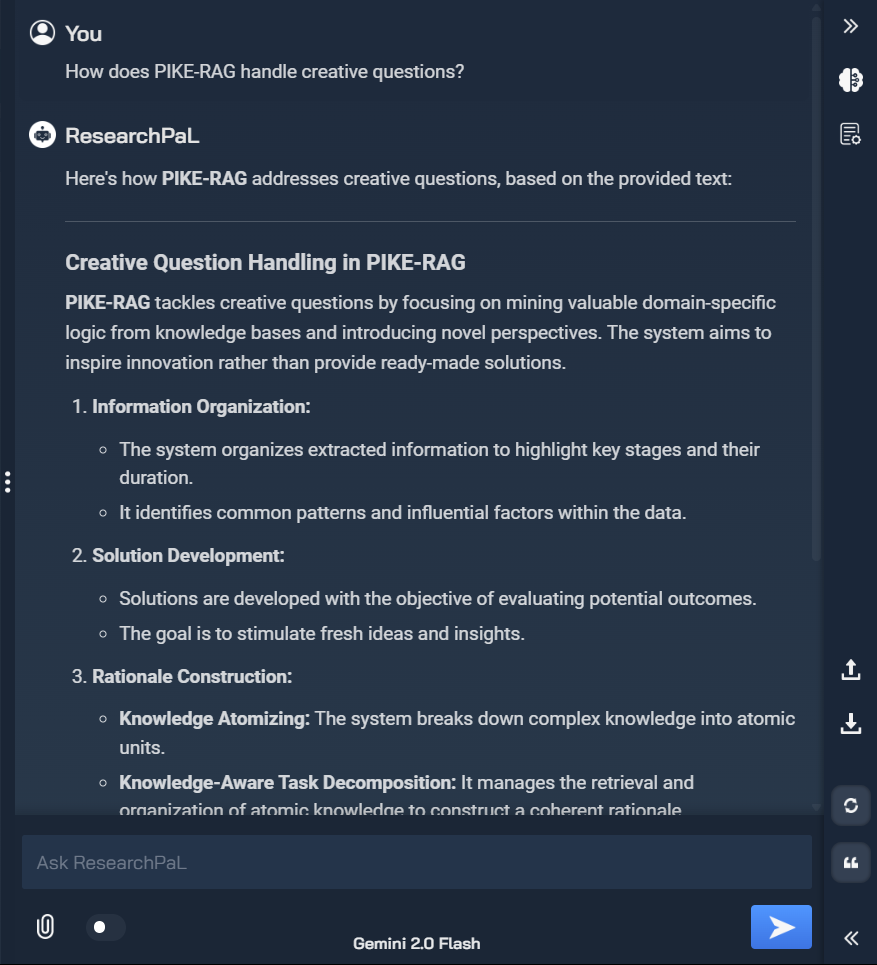 You
How does PIKE-RAG handle creative questions?
ResearchPaL
Here's how PIKE-RAG addresses creative questions, based on the provided text:
Creative Question Handling in PIKE-RAG
PIKE-RAG tackles creative questions by focusing on mining valuable domain-specific
logic from knowledge bases and introducing novel perspectives. The system aims to
inspire innovation rather than provide ready-made solutions.
1. Information Organization:
○ The system organizes extracted information to highlight key stages and their
duration.
○ It identifies common patterns and influential factors within the data.
2. Solution Development:
○ Solutions are developed with the objective of evaluating potential outcomes.
○ The goal is to stimulate fresh ideas and insights.
3. Rationale Construction:
○ Knowledge Atomizing: The system breaks down complex knowledge into atomic
units.
○ Knowledge-Aware Task Decomposition: It manages the retrieval and
organization of atomic knowledge to construct a coherent rationale
Ask ResearchPaL
Gemini 2.0 Flash